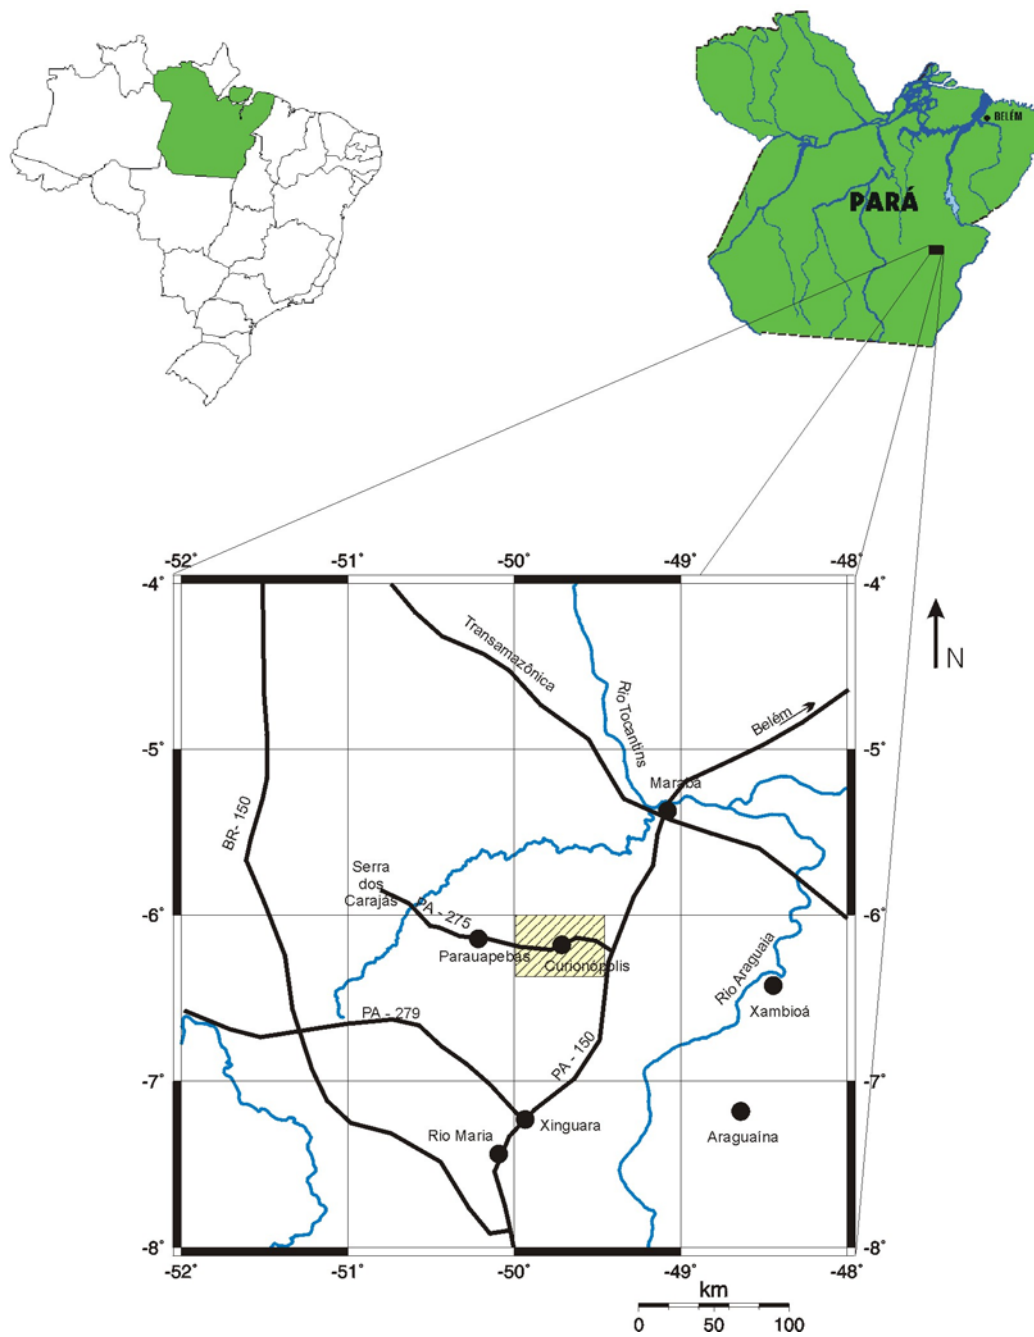 BELÉM
PARÁ
-52˚
-51˚
-50˚
-49˚
-48˚
-4˚
-4˚
N
Transamazônica
Rio Tocantins
Belém
-5˚
-5˚
Marabá
BR- 150
Serra
dos
Carajás
PA - 275
-6˚
-6˚
Parauapebas
Curionópolis
Rio Araguaia
Xambioá
PA - 279
PA - 150
-7˚
-7˚
Rio Maria
Xinguara
Araguaína
-8˚
-8˚
-52˚
-51˚
-50˚
-49˚
-48˚
km
0
50
100